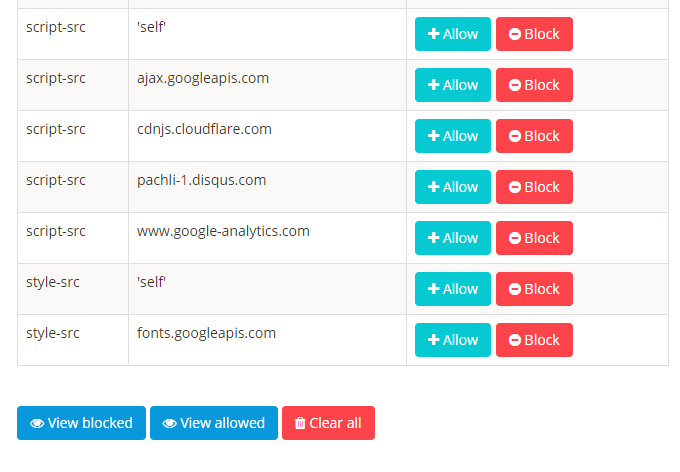 script-src 'self' Allow Block
script-src ajax.googleapis.com Allow Block
script-src cdnjs.cloudflare.com Allow Block
script-src pachli-1.disqus.com Allow Block
script-src www.google-analytics.com Allow Block
style-src 'self' Allow Block
style-src fonts.googleapis.com Allow Block
View blocked View allowed Clear all